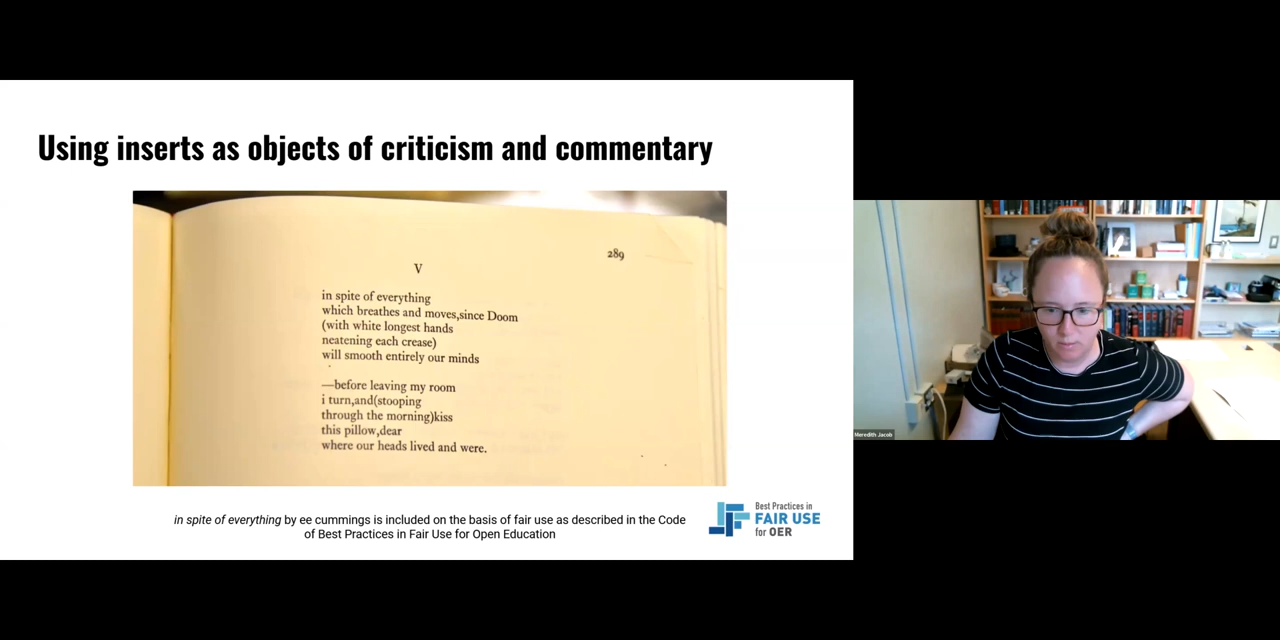 Using inserts as objects of criticism and commentary
289
V
in spite of everything
which breathes and moves,since Doom
(with white longest hands
neatening each crease)
will smooth entirely our minds
—before leaving my room
i turn,and(stooping
through the morning)kiss
this pillow,dear
where our heads lived and were.
in spite of everything by ee cummings is included on the basis of fair use as described in the Code
of Best Practices in Fair Use for Open Education
Best Practices in
FAIR USE
for OER
Meredith Jacob